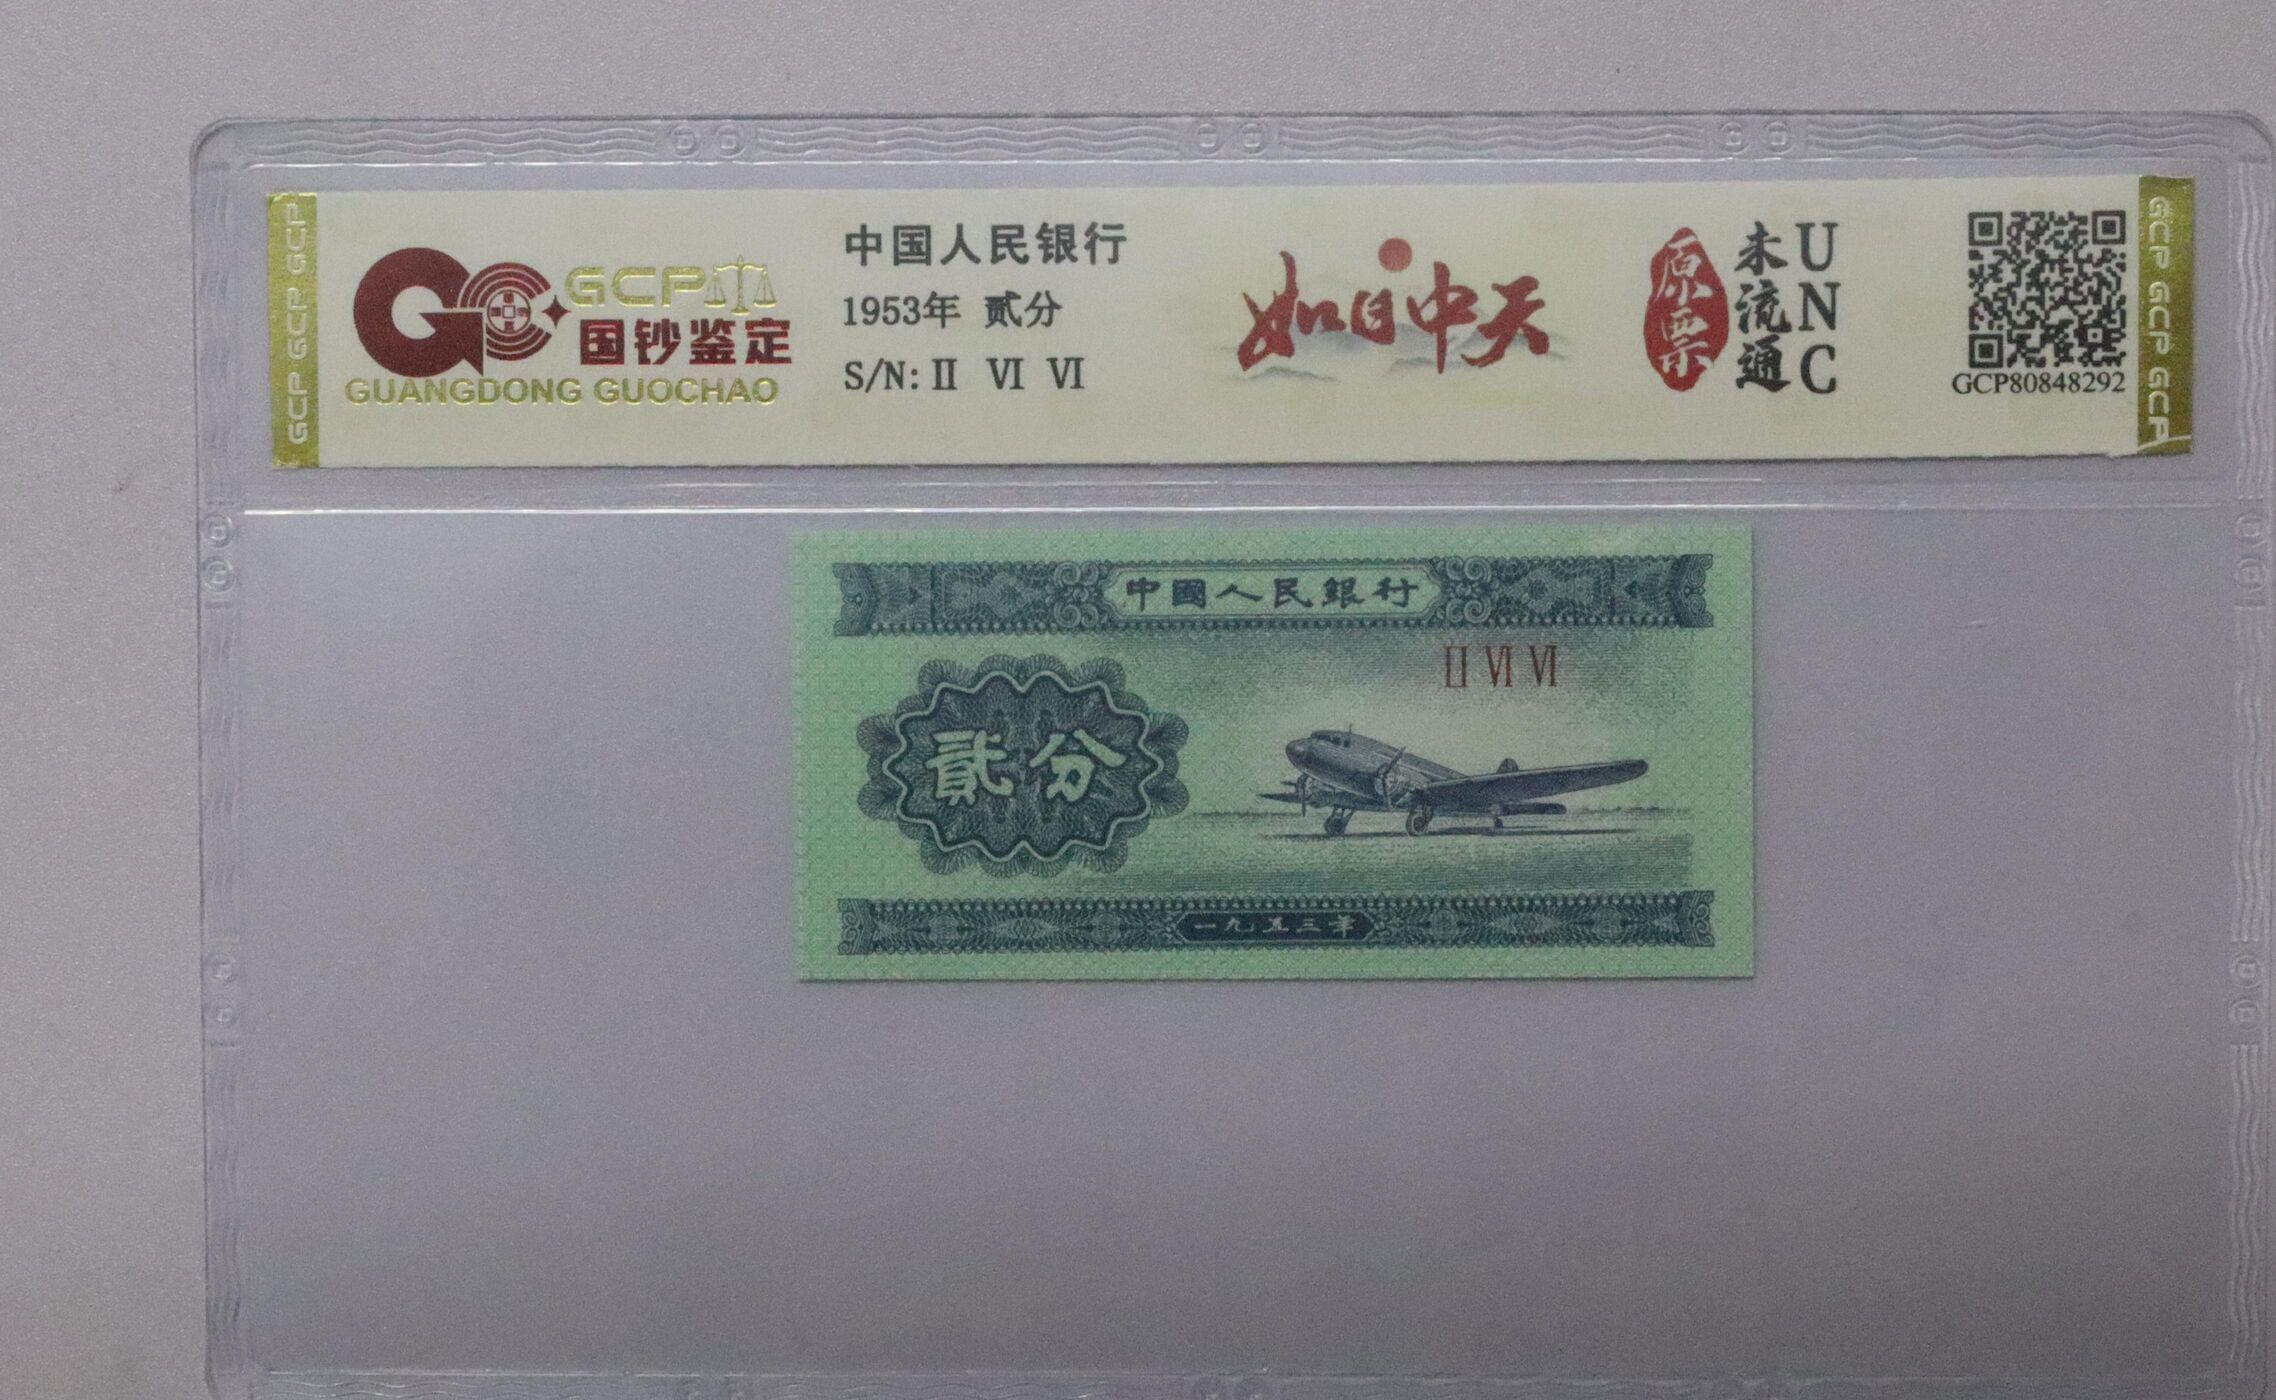 GCP GCP GCP
GCP
国钞鉴定
GUANGDONG GUOCHAO
中国人民银行
1953年 贰分
S/N: II VI VI
如日中天
原票
未流通
UNC
GCP80848292
GCP GCP GCP
中國人民銀行
II VI VI
貳分
一九五三年